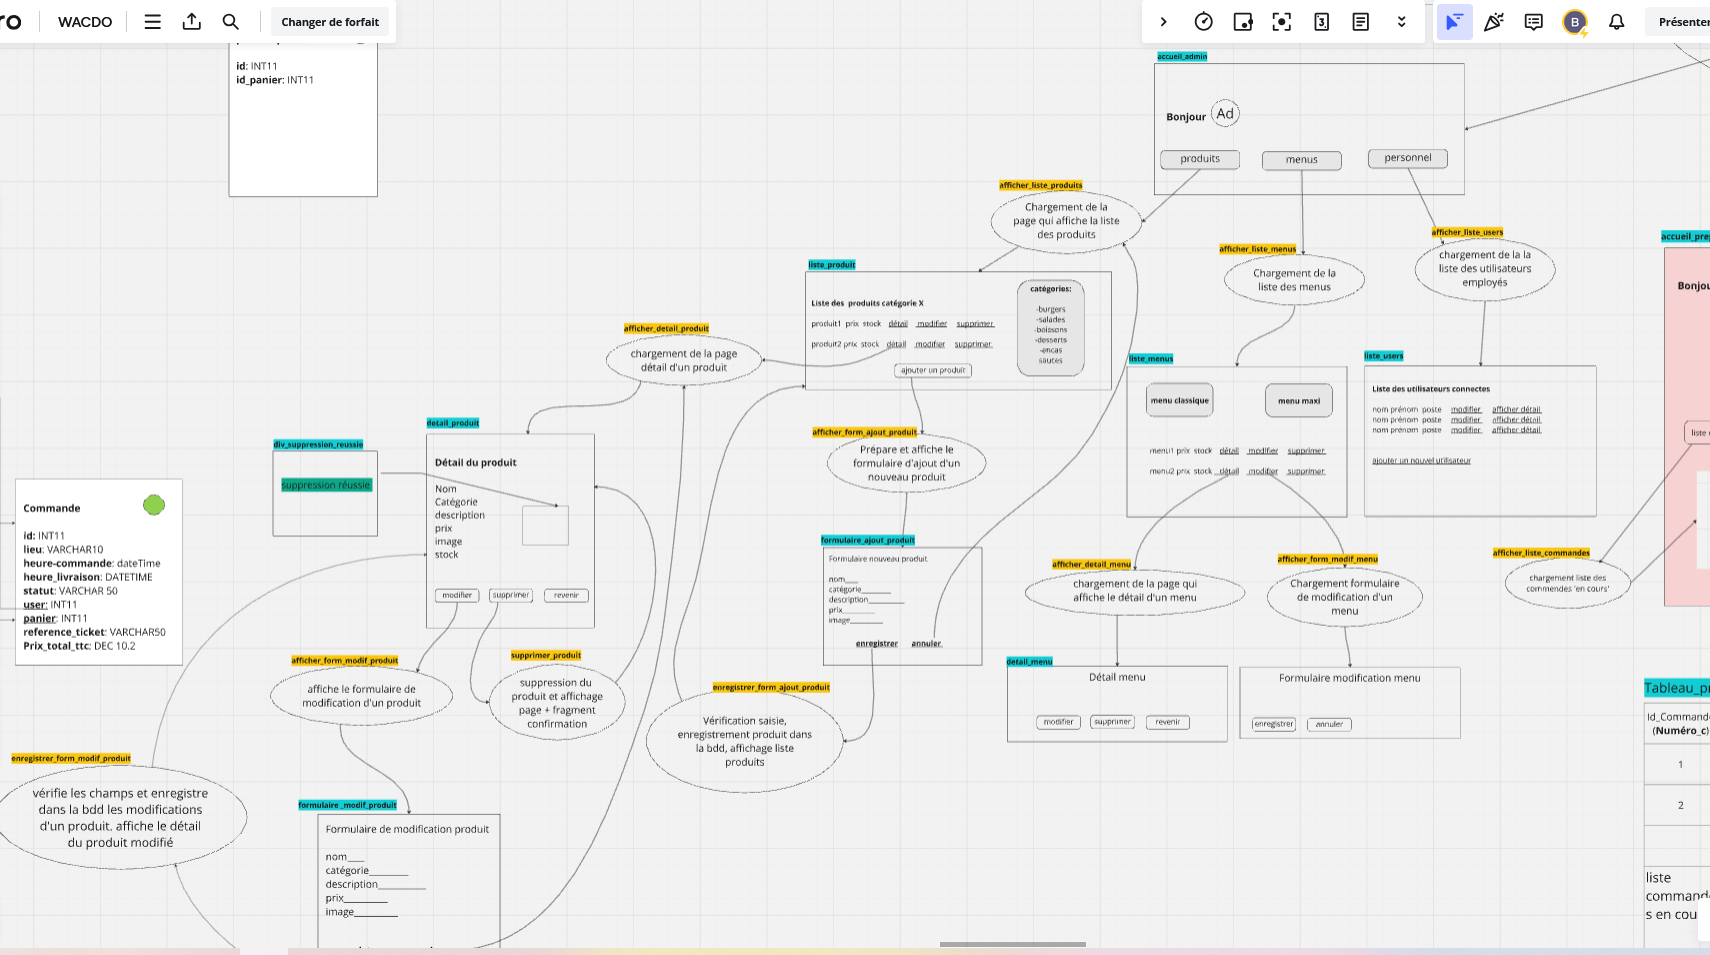 ro
WACDO
Changer de forfait
3
B
Présenter
id: INT11
id_panier: INT11
accueil_admin
Bonjour
Ad
produits
menus
personnel
afficher_liste_produits
Chargement de la
page qui affiche la liste
des produits
afficher_liste_menus
Chargement de la
liste des menus
afficher_liste_users
chargement de la la
liste des utilisateurs
employés
accueil_pre
Bonjou
liste
liste_produit
Liste des produits catégorie X
produit1 prix stock détail modifier supprimer
produit2 prix stock détail modifier supprimer
ajouter un produit
catégories:
-burgers
-salades
-boissons
-desserts
-encas
sauces
afficher_detail_produit
chargement de la page
détail d'un produit
liste_menus
menu classique
menu maxi
menu1 prix stock détail modifier supprimer
menu2 prix stock détail modifier supprimer
liste_users
Liste des utilisateurs connectes
nom prénom poste modifier afficher détail
nom prénom poste modifier afficher détail
nom prénom poste modifier afficher détail
ajouter un nouvel utilisateur
detail_produit
Détail du produit
Nom
Catégorie
description
prix
image
stock
modifier
supprimer
revenir
div_suppression_reussie
suppression réussie
afficher_form_ajout_produit
Prépare et affiche le
formulaire d'ajout d'un
nouveau produit
Commande
id: INT11
lieu: VARCHAR10
heure-commande: dateTime
heure_livraison: DATETIME
statut: VARCHAR 50
user: INT11
panier: INT11
reference_ticket: VARCHAR50
Prix_total_ttc: DEC 10.2
formulaire_ajout_produit
Formulaire nouveau produit
nom___
catégorie_______
description________
prix________
image________
enregistrer
annuler
afficher_detail_menu
chargement de la page qui
affiche le détail d'un menu
afficher_form_modif_menu
Chargement formulaire
de modification d'un
menu
afficher_liste_commandes
chargement liste des
commendes 'en cours'
afficher_form_modif_produit
affiche le formulaire de
modification d'un produit
supprimer_produit
suppression du
produit et affichage
page + fragment
confirmation
enregistrer_form_ajout_produit
Vérification saisie,
enregistrement produit dans
la bdd, affichage liste
produits
detail_menu
Détail menu
modifier
supprimer
revenir
Formulaire modification menu
enregistrer
annuler
Tableau_pr
Id_Command
(Numéro_c)
1
2
liste
command
s en cou
enregistrer_form_modif_produit
vérifie les champs et enregistre
dans la bdd les modifications
d'un produit. affiche le détail
du produit modifié
formulaire_modif_produit
Formulaire de modification produit
nom___
catégorie_______
description________
prix________
image________